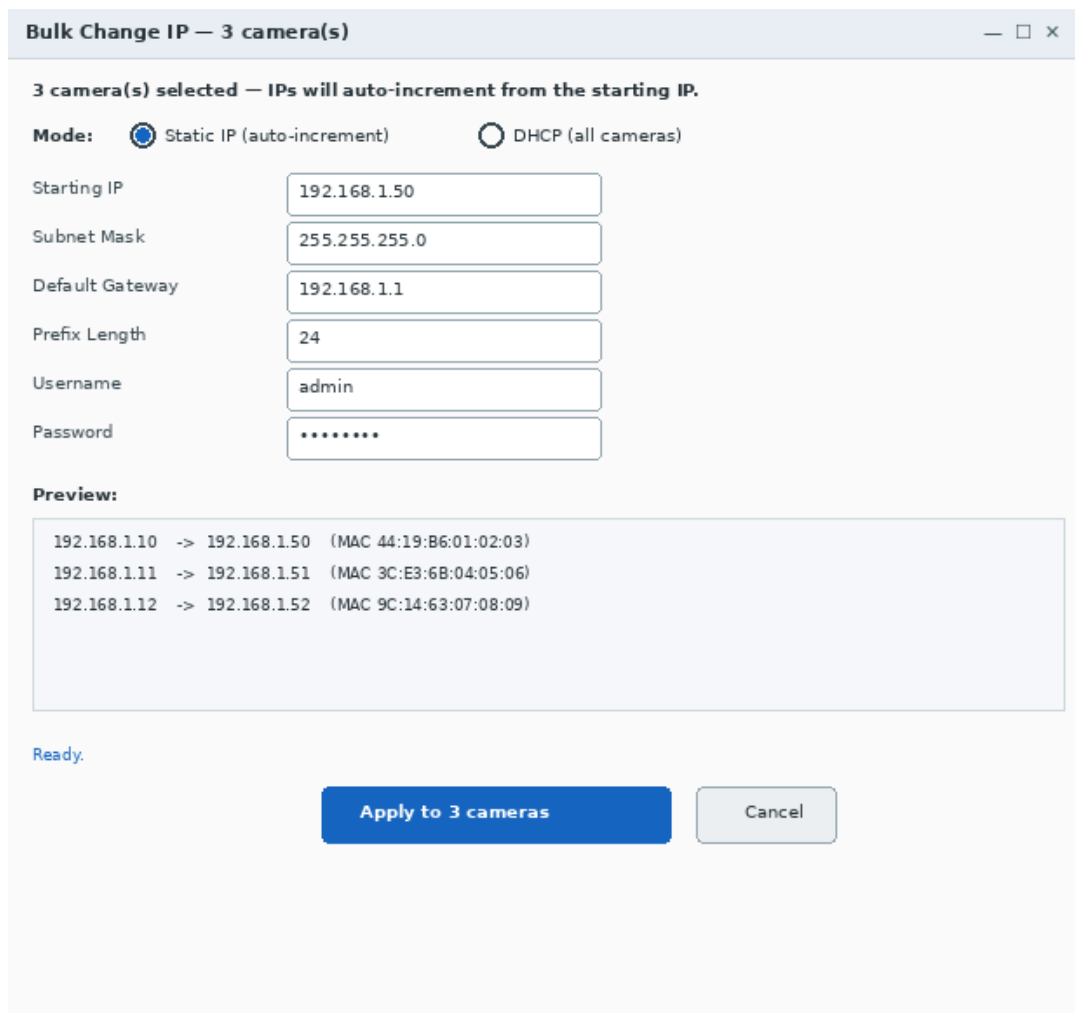 Bulk Change IP — 3 camera(s)
3 camera(s) selected — IPs will auto-increment from the starting IP.
Mode: Static IP (auto-increment) DHCP (all cameras)
Starting IP 192.168.1.50
Subnet Mask 255.255.255.0
Default Gateway 192.168.1.1
Prefix Length 24
Username admin
Password ••••••••
Preview:
192.168.1.10 -> 192.168.1.50 (MAC 44:19:B6:01:02:03)
192.168.1.11 -> 192.168.1.51 (MAC 3C:E3:6B:04:05:06)
192.168.1.12 -> 192.168.1.52 (MAC 9C:14:63:07:08:09)
Ready.
Apply to 3 cameras Cancel